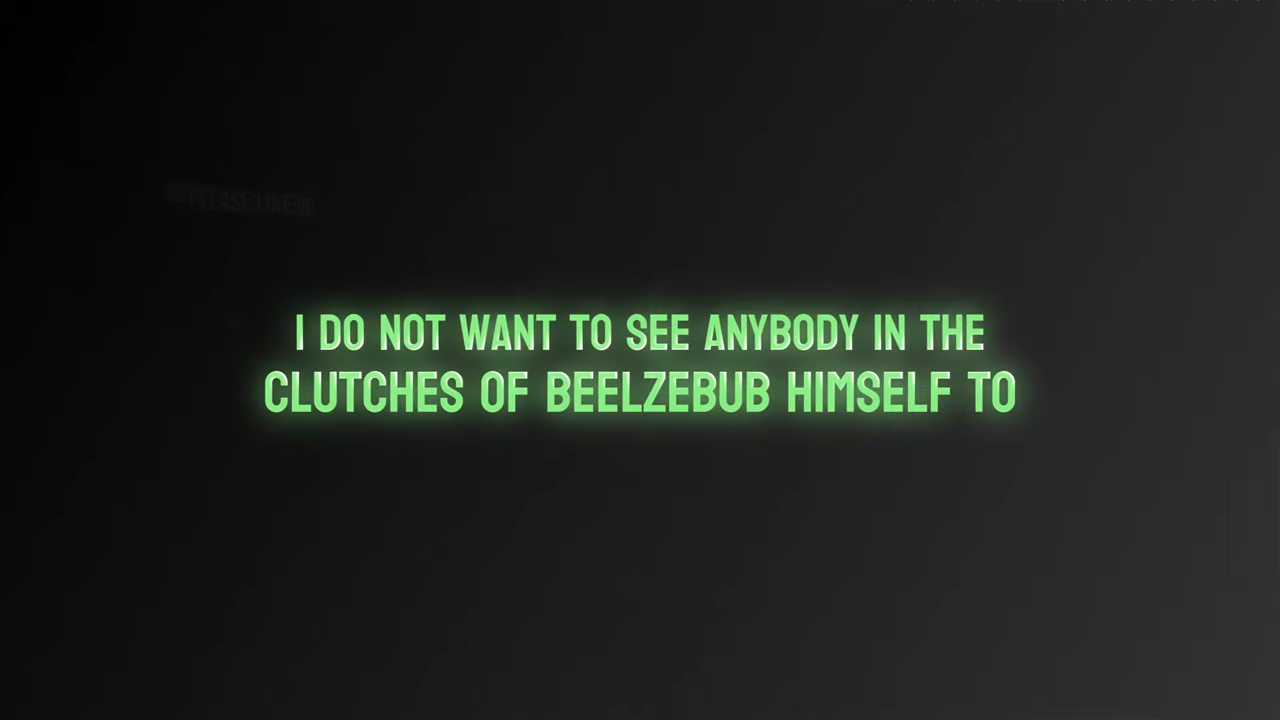 I DO NOT WANT TO SEE ANYBODY IN THE
CLUTCHES OF BEELZEBUB HIMSELF TO